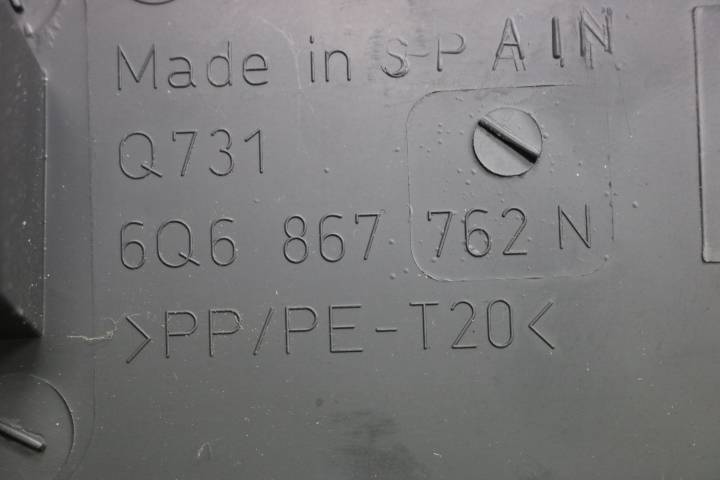 Made in SPAIN
Q731
6Q6 867 762 N
>PP/PE-T20<